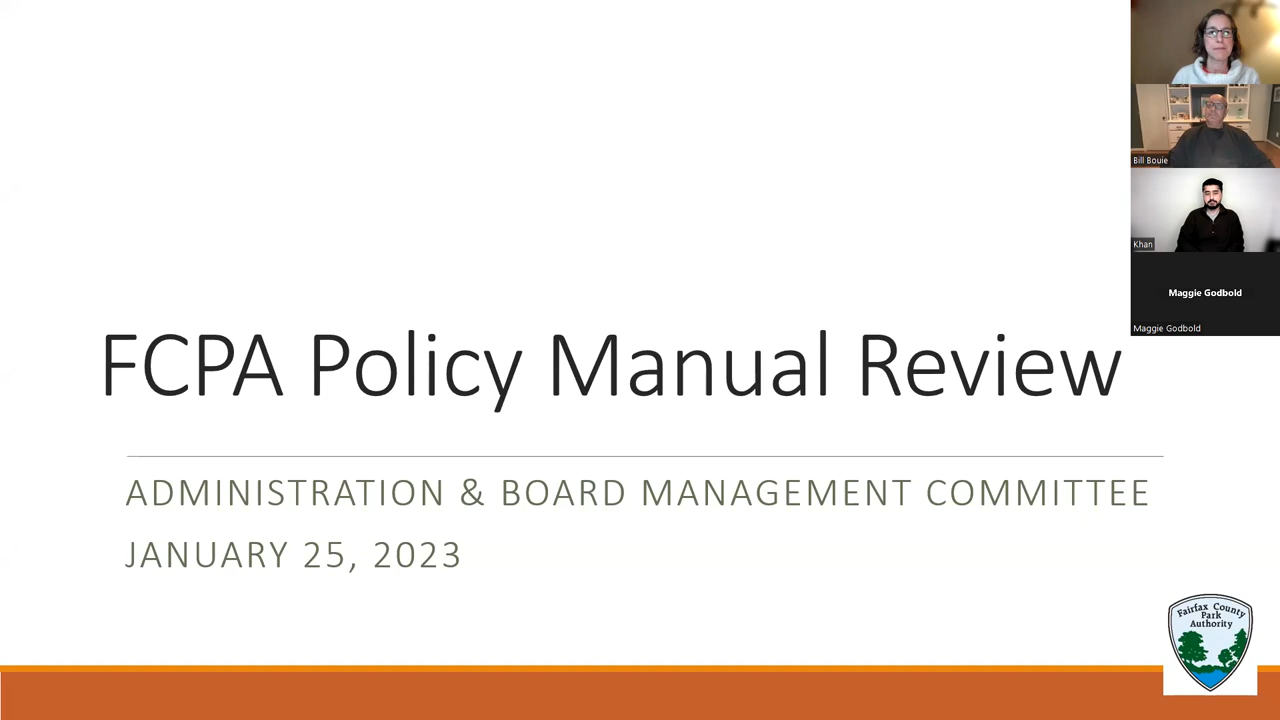 Bill Bouie
Khan
Maggie Godbold
Maggie Godbold
FCPA Policy Manual Review
ADMINISTRATION & BOARD MANAGEMENT COMMITTEE
JANUARY 25, 2023
Fairfax County
Park
Authority